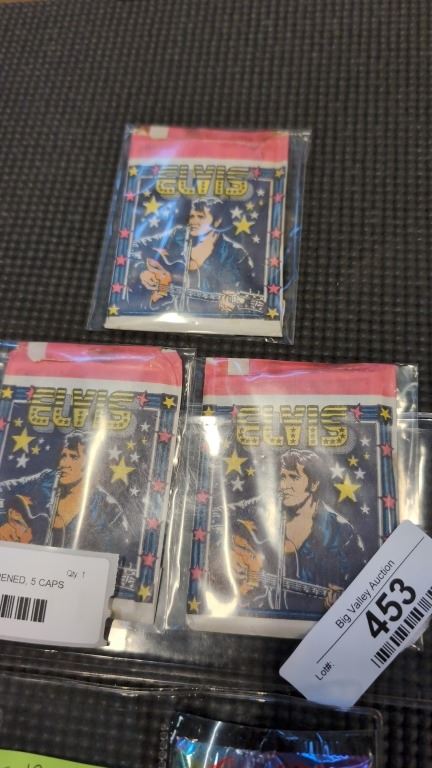 ELVIS
ELVIS
ELVIS
Qty. 1
PENED, 5 CAPS
Big Valley Auction
453
Lot#: